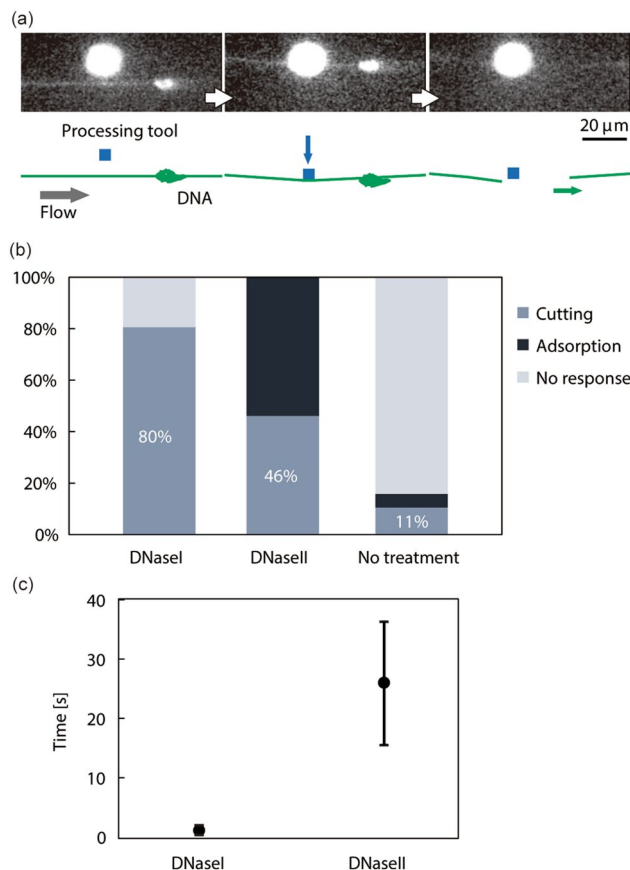 (a)
20 µm
Processing tool
Flow
DNA
(b)
100%
80%
60%
40%
20%
0%
80%
46%
11%
Cutting
Adsorption
No response
DNaseI
DNaseII
No treatment
(c)
40
30
20
10
0
Time [s]
DNaseI
DNaseII